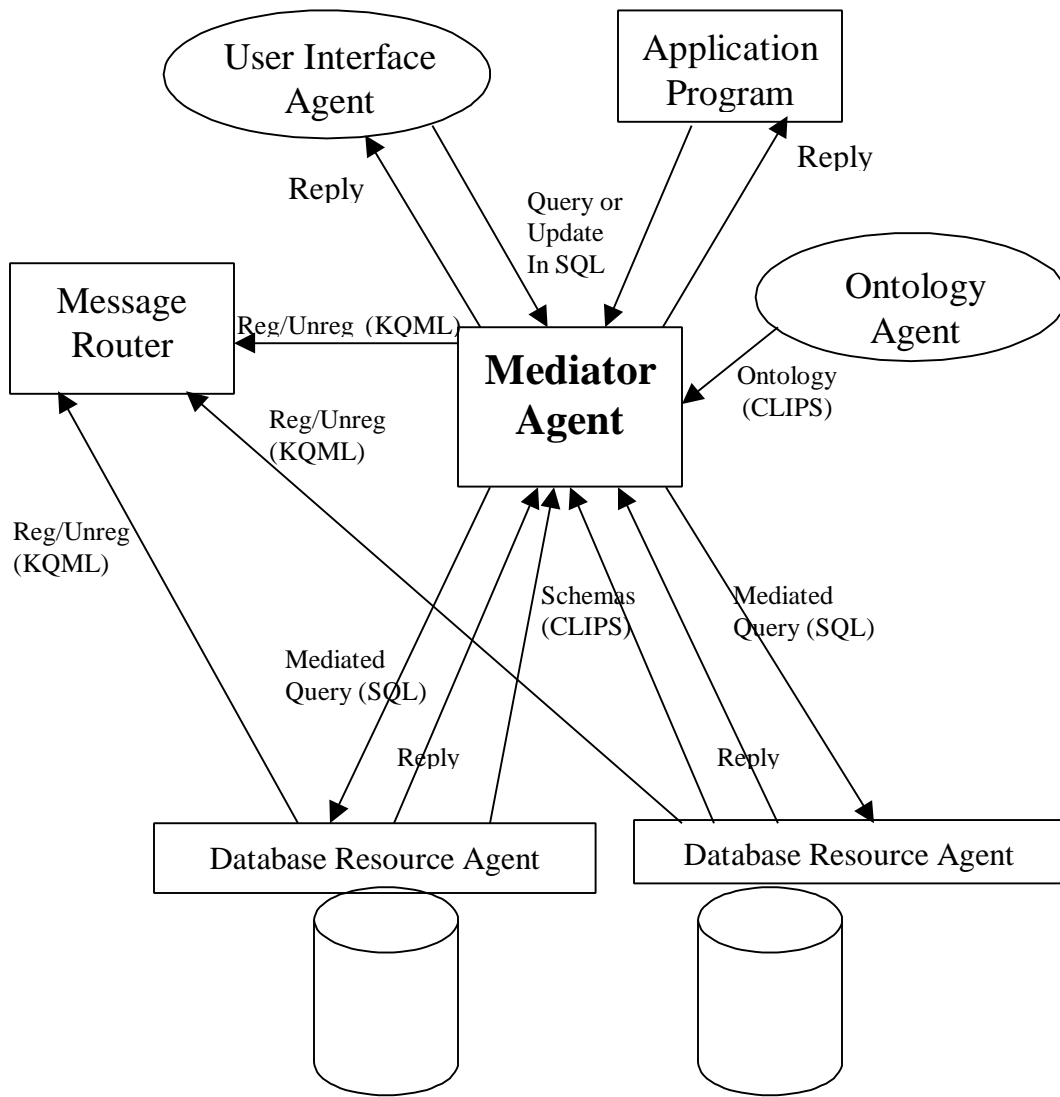 User Interface
Agent
Application
Program
Reply
Reply
Query or
Update
In SQL
Message
Router
Reg/Unreg (KQML)
Mediator
Agent
Ontology
Agent
Ontology
(CLIPS)
Reg/Unreg
(KQML)
Reg/Unreg
(KQML)
Schemas
(CLIPS)
Mediated
Query (SQL)
Mediated
Query (SQL)
Reply
Reply
Database Resource Agent
Database Resource Agent